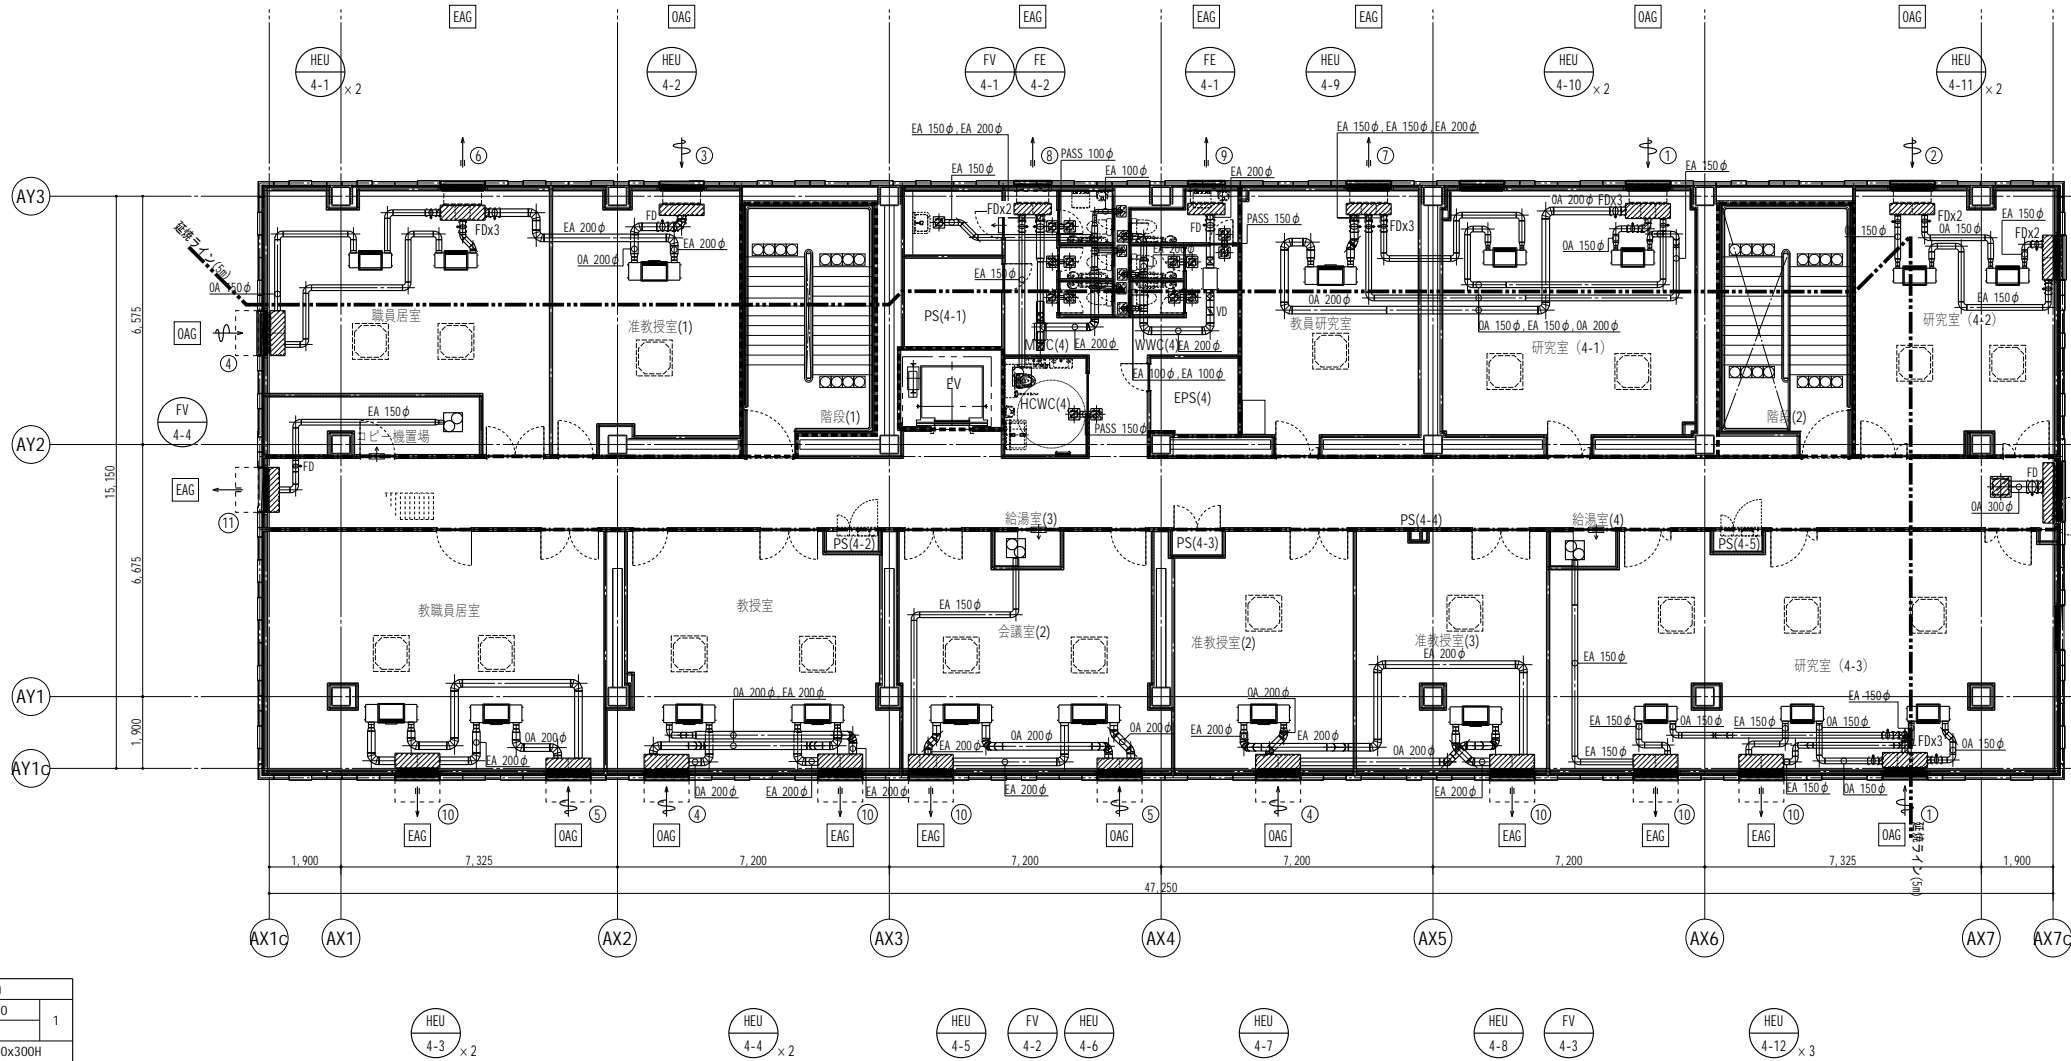 EAG
OAG
EAG
EAG
EAG
OAG
OAG
HEU
4-1
×2
HEU
4-2
FV
4-1
FE
4-2
FE
4-1
HEU
4-9
HEU
4-10
×2
HEU
4-11
×2
⑥
③
EA 150φ,EA 200φ
⑧
PASS 100φ
EA 150φ
EA 100φ
⑨
EA 200φ
EA 150φ,EA 150φ,EA 200φ
⑦
①
EA 150φ
②
AY3
延焼ライン(5m)
FDx3
EA 200φ
FD
OA 200φ
EA 200φ
FDx2
FD
PASS 150φ
FDx3
OA 200φ
FDx3
OA 150φ
OA 150φ
FDx2
OA 150φ
EA 150φ
FDx2
OA 150φ
EA 150φ
EA 150φ
OA 200φ
VD
OAG
④
職員居室
准教授室(1)
PS(4-1)
EA 200φ
MWC(4)
WWC(4)
EA 200φ
教員研究室
OA 150φ,EA 150φ,OA 200φ
研究室 (4-1)
研究室 (4-2)
6,575
15,150
EA 100φ,EA 100φ
EV
HCWC(4)
EPS(4)
PASS 150φ
FV
4-4
EA 150φ
コピー機置場
階段(1)
階段(2)
AY2
FD
EAG
⑪
FD
OA 300φ
給湯室(3)
PS(4-4)
給湯室(4)
PS(4-2)
PS(4-3)
PS(4-5)
6,675
教職員居室
教授室
EA 150φ
会議室(2)
准教授室(2)
准教授室(3)
EA 200φ
EA 150φ
研究室 (4-3)
AY1
OA 200φ,EA 200φ
OA 200φ
EA 150φ
1,900
EA 200φ
OA 200φ
EA 200φ
OA 200φ
OA 200φ
EA 200φ
EA 200φ
OA 200φ
EA 150φ
OA 150φ
EA 150φ
OA 150φ
FDx3
OA 150φ
EA 150φ
AY1c
OA 200φ
EA 200φ
EA 200φ
EA 200φ
EA 200φ
EA 150φ
OA 150φ
⑩
⑤
④
⑩
⑩
⑤
④
⑩
⑩
⑩
①
EAG
OAG
OAG
EAG
EAG
OAG
OAG
EAG
EAG
EAG
OAG
延焼ライン(5m)
1,900
7,325
7,200
7,200
7,200
7,200
7,325
1,900
47,250
AX1c
AX1
AX2
AX3
AX4
AX5
AX6
AX7
AX7c
1
0x300H
HEU
4-3
×2
HEU
4-4
×2
HEU
4-5
FV
4-2
HEU
4-6
HEU
4-7
HEU
4-8
FV
4-3
HEU
4-12
×3